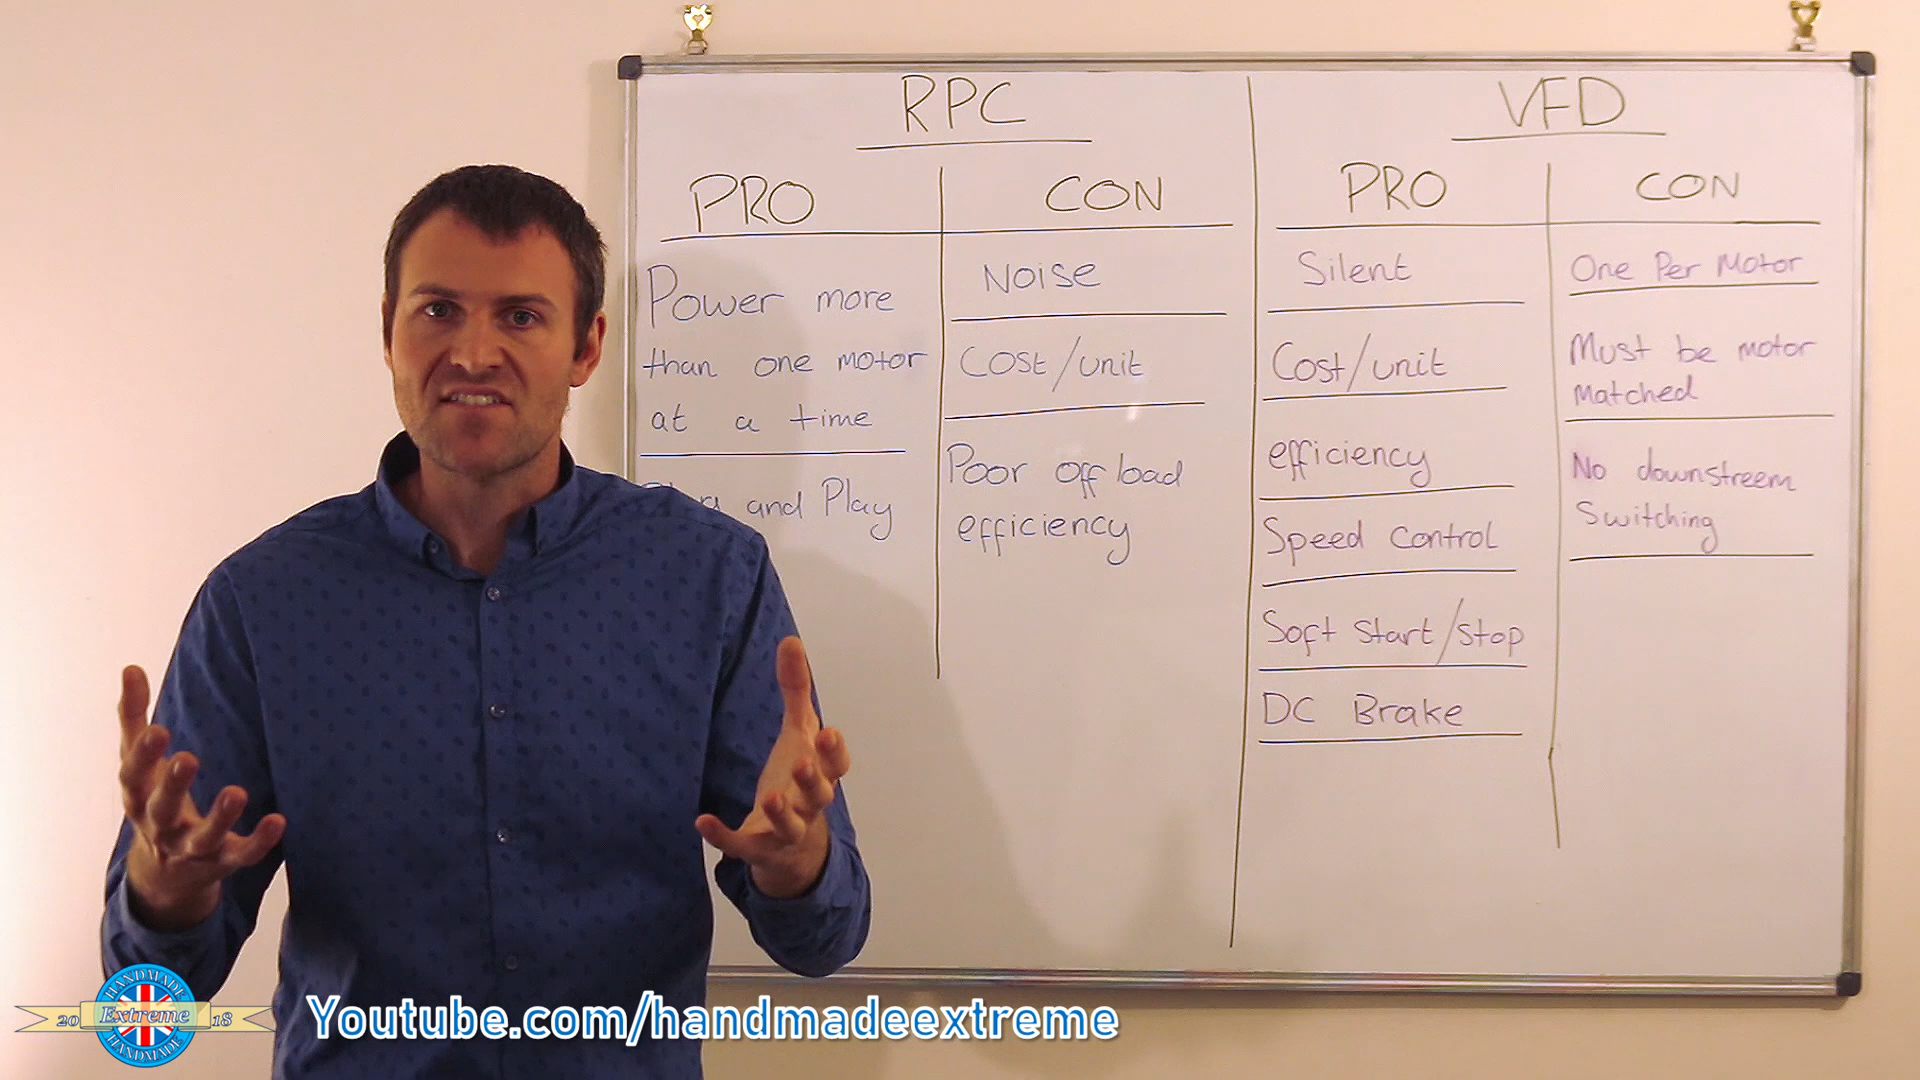 RPC
PRO
CON
Power more
than one motor
at a time
and Play
Noise
Cost/unit
Poor off load
efficiency
VFD
PRO
CON
Silent
Cost/unit
efficiency
Speed Control
Soft Start/stop
DC Brake
One Per Motor
Must be motor
matched
No downstreem
Switching
HANDMADE
20 Extreme 18
HANDMADE
Youtube.com/handmadeextreme